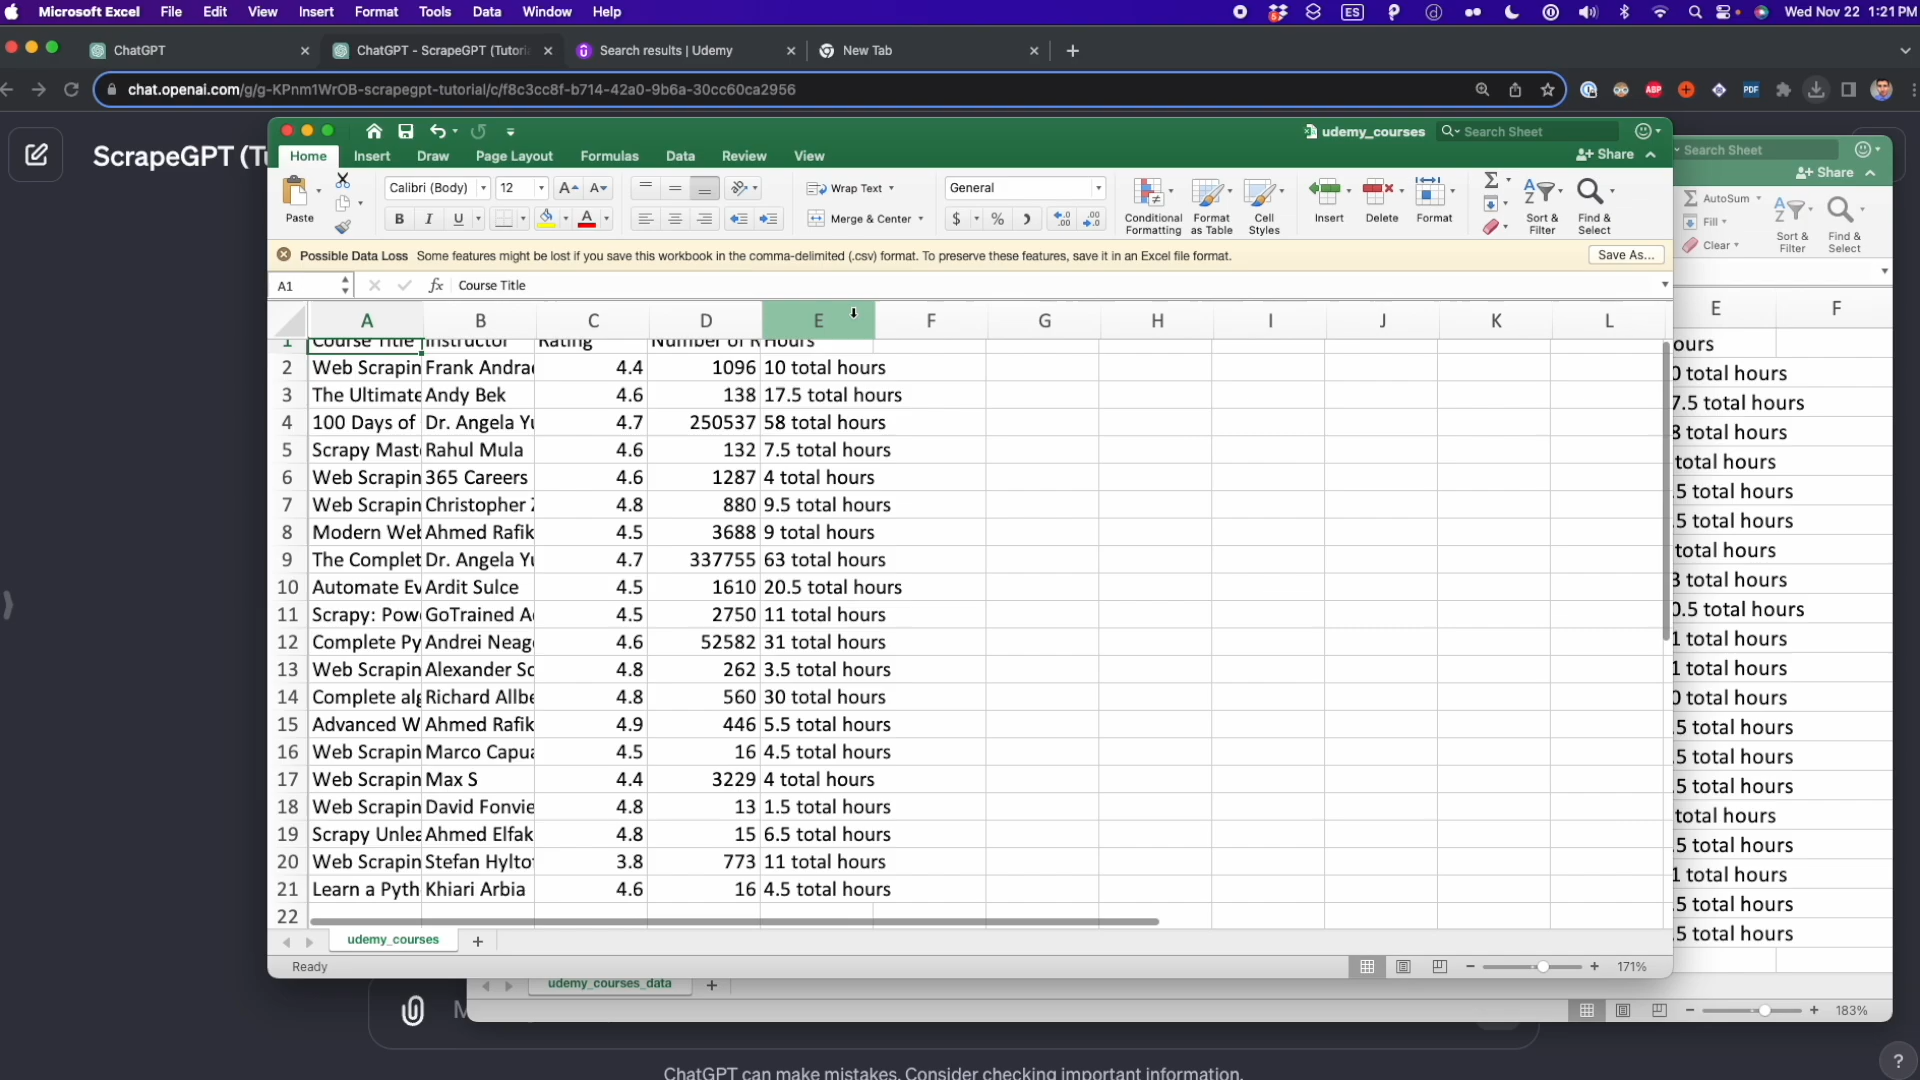 Microsoft Excel File Edit View Insert Format Tools Data Window Help
ES
Wed Nov 22 1:21 PM
ChatGPT
ChatGPT - ScrapeGPT (Tutori
Search results | Udemy
New Tab
chat.openai.com/g/g-KPnm1WrOB-scrapegpt-tutorial/c/f8c3cc8f-b714-42a0-9b6a-30cc60ca2956
ABP
PDF
ScrapeGPT (Tu
udemy_courses
Search Sheet
Home Insert Draw Page Layout Formulas Data Review View
Share
Paste
Calibri (Body) 12
B I U
Wrap Text
Merge & Center
General
$ %
Conditional Formatting
Format as Table
Cell Styles
Insert
Delete
Format
Sort & Filter
Find & Select
Possible Data Loss Some features might be lost if you save this workbook in the comma-delimited (.csv) format. To preserve these features, save it in an Excel file format.
Save As...
A1 fx Course Title
A B C D E F G H I J K L
1 Course Title Instructor Rating Number of R Hours
2 Web Scrapin Frank Andra 4.4 1096 10 total hours
3 The Ultimate Andy Bek 4.6 138 17.5 total hours
4 100 Days of Dr. Angela Yu 4.7 250537 58 total hours
5 Scrapy Mast Rahul Mula 4.6 132 7.5 total hours
6 Web Scrapin 365 Careers 4.6 1287 4 total hours
7 Web Scrapin Christopher Z 4.8 880 9.5 total hours
8 Modern Web Ahmed Rafik 4.5 3688 9 total hours
9 The Complet Dr. Angela Yu 4.7 337755 63 total hours
10 Automate Ev Ardit Sulce 4.5 1610 20.5 total hours
11 Scrapy: Pow GoTrained A 4.5 2750 11 total hours
12 Complete Py Andrei Neag 4.6 52582 31 total hours
13 Web Scrapin Alexander Sc 4.8 262 3.5 total hours
14 Complete alg Richard Allbe 4.8 560 30 total hours
15 Advanced W Ahmed Rafik 4.9 446 5.5 total hours
16 Web Scrapin Marco Capua 4.5 16 4.5 total hours
17 Web Scrapin Max S 4.4 3229 4 total hours
18 Web Scrapin David Fonvie 4.8 13 1.5 total hours
19 Scrapy Unlea Ahmed Elfak 4.8 15 6.5 total hours
20 Web Scrapin Stefan Hylto 3.8 773 11 total hours
21 Learn a Pyth Khiari Arbia 4.6 16 4.5 total hours
22
udemy_courses +
Ready
171%
Search Sheet
Share
AutoSum
Fill
Clear
Sort & Filter
Find & Select
E F
ours
0 total hours
7.5 total hours
8 total hours
total hours
.5 total hours
.5 total hours
total hours
3 total hours
0.5 total hours
1 total hours
1 total hours
0 total hours
.5 total hours
.5 total hours
.5 total hours
total hours
.5 total hours
1 total hours
.5 total hours
.5 total hours
udemy_courses_data +
183%
ChatGPT can make mistakes. Consider checking important information.
?